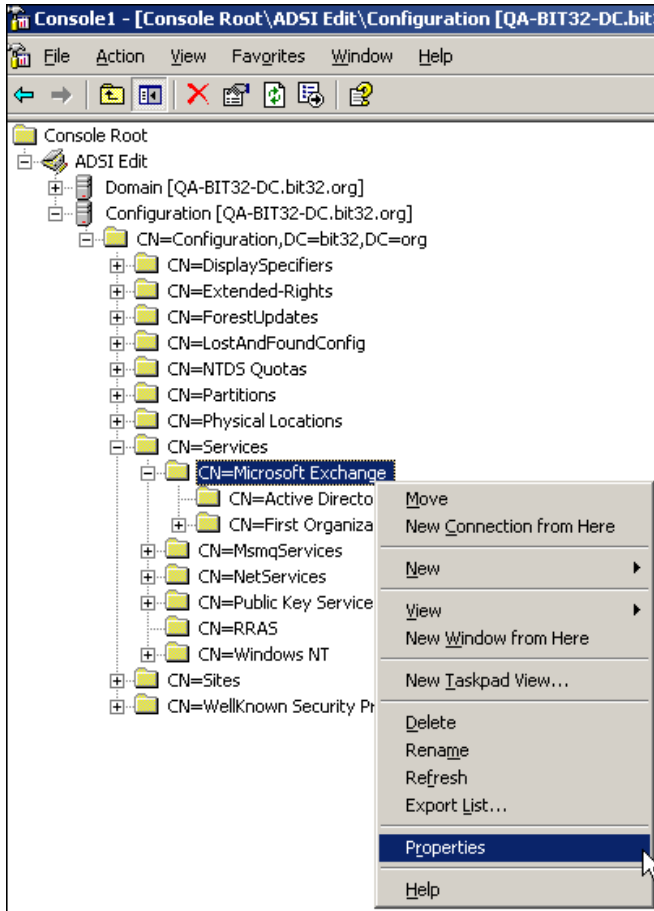 Console1 - [Console Root\ADSI Edit\Configuration [QA-BIT32-DC.bit
File Action View Favorites Window Help
Console Root
ADSI Edit
Domain [QA-BIT32-DC.bit32.org]
Configuration [QA-BIT32-DC.bit32.org]
CN=Configuration,DC=bit32,DC=org
CN=DisplaySpecifiers
CN=Extended-Rights
CN=ForestUpdates
CN=LostAndFoundConfig
CN=NTDS Quotas
CN=Partitions
CN=Physical Locations
CN=Services
CN=Microsoft Exchange
CN=Active Directo
CN=First Organiza
CN=MsmqServices
CN=NetServices
CN=Public Key Service
CN=RRAS
CN=Windows NT
CN=Sites
CN=WellKnown Security Pr
Move
New Connection from Here
New
View
New Window from Here
New Taskpad View...
Delete
Rename
Refresh
Export List...
Properties
Help